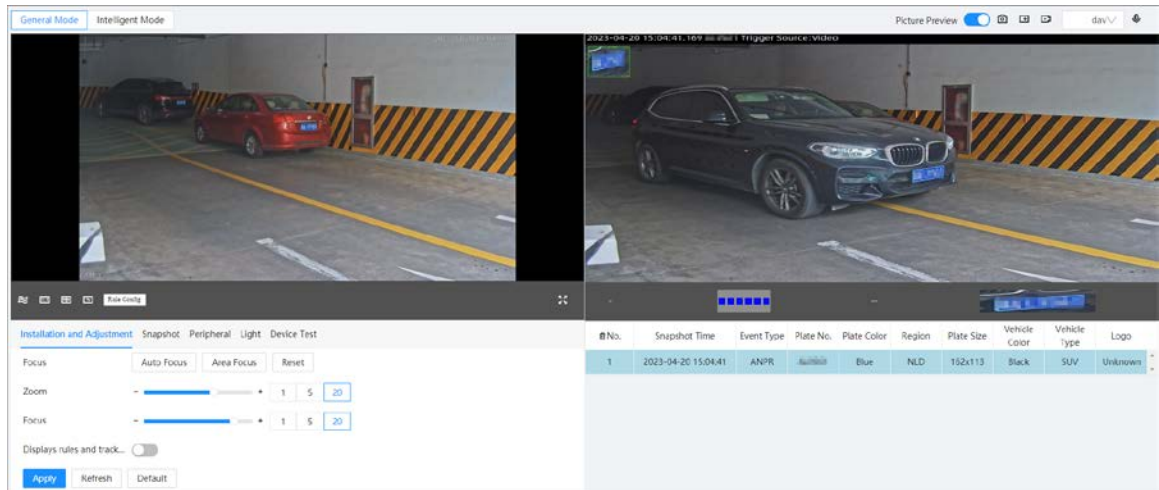 General Mode
Intelligent Mode
Picture Preview
day
2023-04-20 15:04:41.169
Trigger Source:Video
Rule Config
Installation and Adjustment
Snapshot
Peripheral
Light
Device Test
Focus
Auto Focus
Area Focus
Reset
Zoom
- + 1 5 20
Focus
- + 1 5 20
Displays rules and track...
Apply
Refresh
Default
-
--
No.
Snapshot Time
Event Type
Plate No.
Plate Color
Region
Plate Size
Vehicle
Color
Vehicle
Type
Logo
1
2023-04-20 15:04:41
ANPR
Blue
NLD
152x113
Black
SUV
Unknown